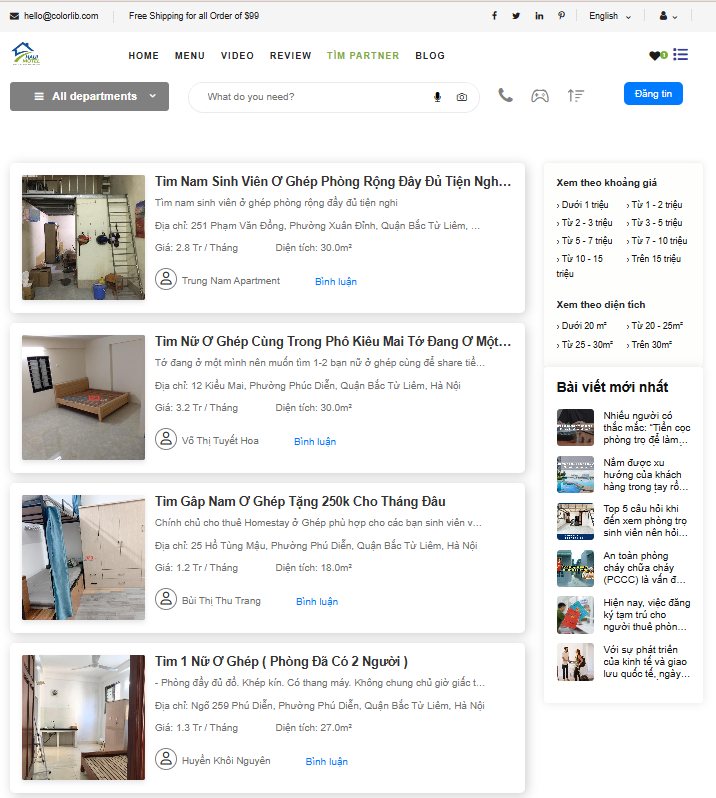 hello@colorlib.com
Free Shipping for all Order of $99
English
HOME MENU VIDEO REVIEW TÌM PARTNER BLOG
1
All departments
What do you need?
Đăng tin
Tìm Nam Sinh Viên Ở Ghép Phòng Rộng Đầy Đủ Tiện Ngh...
Tìm nam sinh viên ở ghép phòng rộng đầy đủ tiện nghi
Địa chỉ: 251 Phạm Văn Đồng, Phường Xuân Đỉnh, Quận Bắc Từ Liêm, ...
Giá: 2.8 Tr / Tháng Diện tích: 30.0m²
Trung Nam Apartment Bình luận
Tìm Nữ Ở Ghép Cùng Trong Phố Kiều Mai Tớ Đang Ở Một...
Tớ đang ở một mình nên muốn tìm 1-2 bạn nữ ở ghép cùng để share tiề...
Địa chỉ: 12 Kiều Mai, Phường Phúc Diễn, Quận Bắc Từ Liêm, Hà Nội
Giá: 3.2 Tr / Tháng Diện tích: 30.0m²
Võ Thị Tuyết Hoa Bình luận
Tìm Gấp Nam Ở Ghép Tặng 250k Cho Tháng Đầu
Chính chủ cho thuê Homestay ở Ghép phù hợp cho các bạn sinh viên v...
Địa chỉ: 25 Hồ Tùng Mậu, Phường Phú Diễn, Quận Bắc Từ Liêm, Hà Nội
Giá: 1.2 Tr / Tháng Diện tích: 18.0m²
Bùi Thị Thu Trang Bình luận
Tìm 1 Nữ Ở Ghép ( Phòng Đã Có 2 Người )
- Phòng đầy đủ đồ. Khép kín. Có thang máy. Không chung chủ giờ giấc t...
Địa chỉ: Ngõ 259 Phú Diễn, Phường Phú Diễn, Quận Bắc Từ Liêm, Hà Nội
Giá: 1.3 Tr / Tháng Diện tích: 27.0m²
Huyền Khôi Nguyên Bình luận
Xem theo khoảng giá
› Dưới 1 triệu › Từ 1 - 2 triệu
› Từ 2 - 3 triệu › Từ 3 - 5 triệu
› Từ 5 - 7 triệu › Từ 7 - 10 triệu
› Từ 10 - 15 › Trên 15 triệu
triệu
Xem theo diện tích
› Dưới 20 m² › Từ 20 - 25m²
› Từ 25 - 30m² › Trên 30m²
Bài viết mới nhất
Nhiều người có
thắc mắc: "Tiền cọc
phòng trọ để làm...
Nắm được xu
hướng của khách
hàng trong tay rồ...
Top 5 câu hỏi khi
đến xem phòng trọ
sinh viên nên hỏi...
An toàn phòng
cháy chữa cháy
(PCCC) là vấn đ...
Hiện nay, việc đăng
ký tạm trú cho
người thuê phòn...
Với sự phát triển
của kinh tế và giao
lưu quốc tế, ngày...